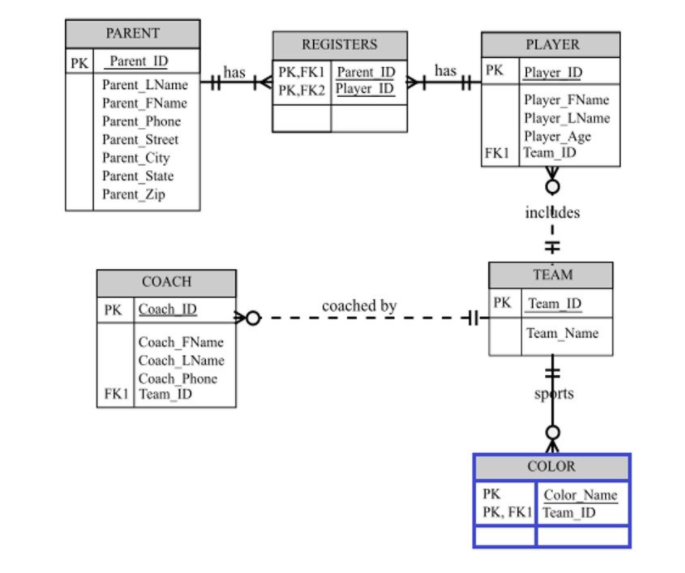 PARENT
PK Parent_ID
Parent_LName
Parent_FName
Parent_Phone
Parent_Street
Parent_City
Parent_State
Parent_Zip
has
REGISTERS
PK,FK1 Parent_ID
PK,FK2 Player_ID
has
PLAYER
PK Player_ID
Player_FName
Player_LName
Player_Age
FK1 Team_ID
includes
COACH
PK Coach_ID
Coach_FName
Coach_LName
Coach_Phone
FK1 Team_ID
coached by
TEAM
PK Team_ID
Team_Name
sports
COLOR
PK Color_Name
PK, FK1 Team_ID